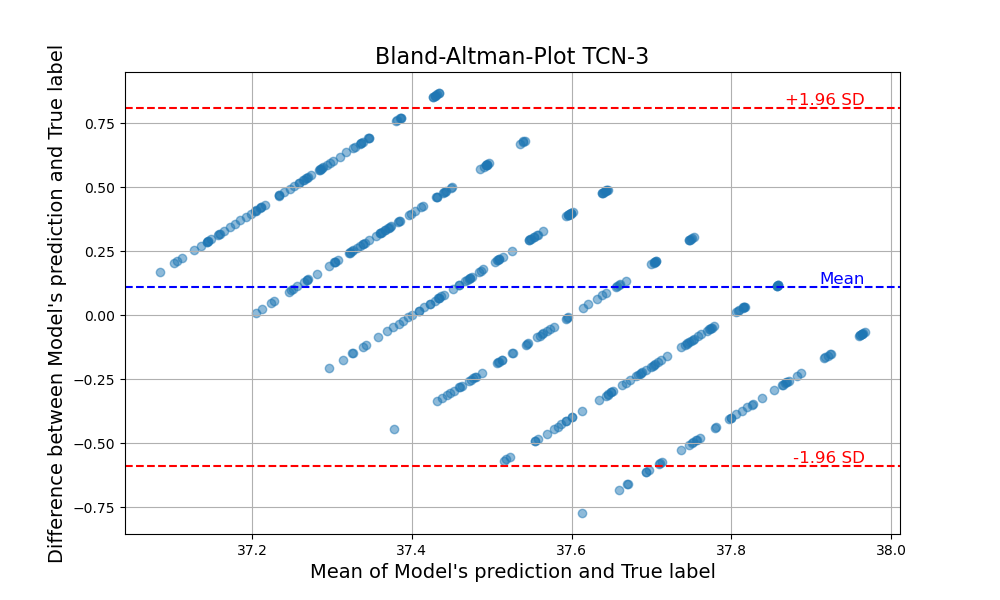 Bland-Altman-Plot TCN-3
Difference between Model's prediction and True label
0.75
0.50
0.25
0.00
−0.25
−0.50
−0.75
+1.96 SD
Mean
-1.96 SD
37.2
37.4
37.6
37.8
38.0
Mean of Model's prediction and True label